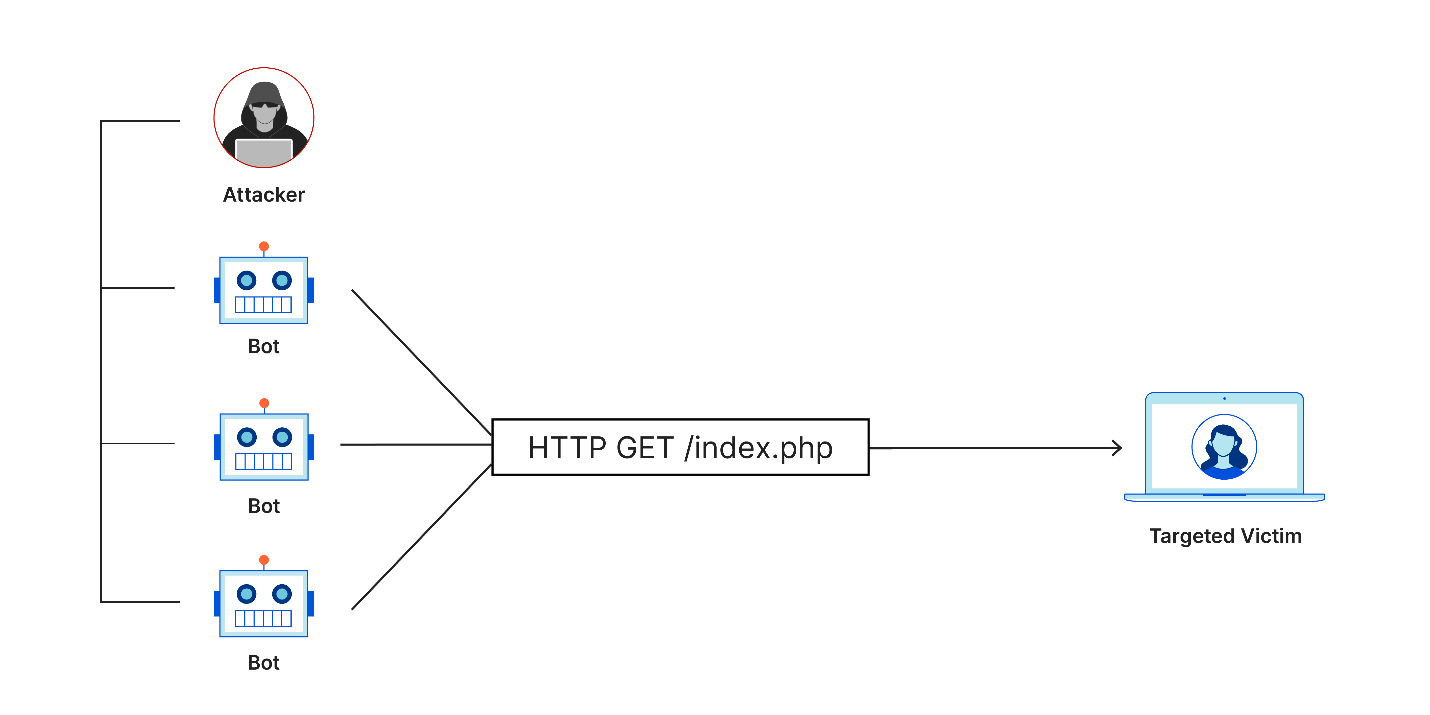 Attacker
Bot
Bot
HTTP GET /index.php
Targeted Victim
Bot